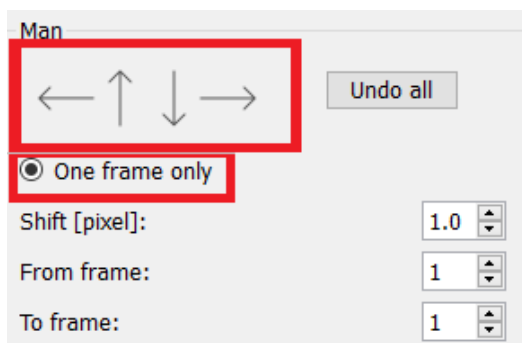 Man
Undo all
One frame only
Shift [pixel]: 1.0
From frame: 1
To frame: 1